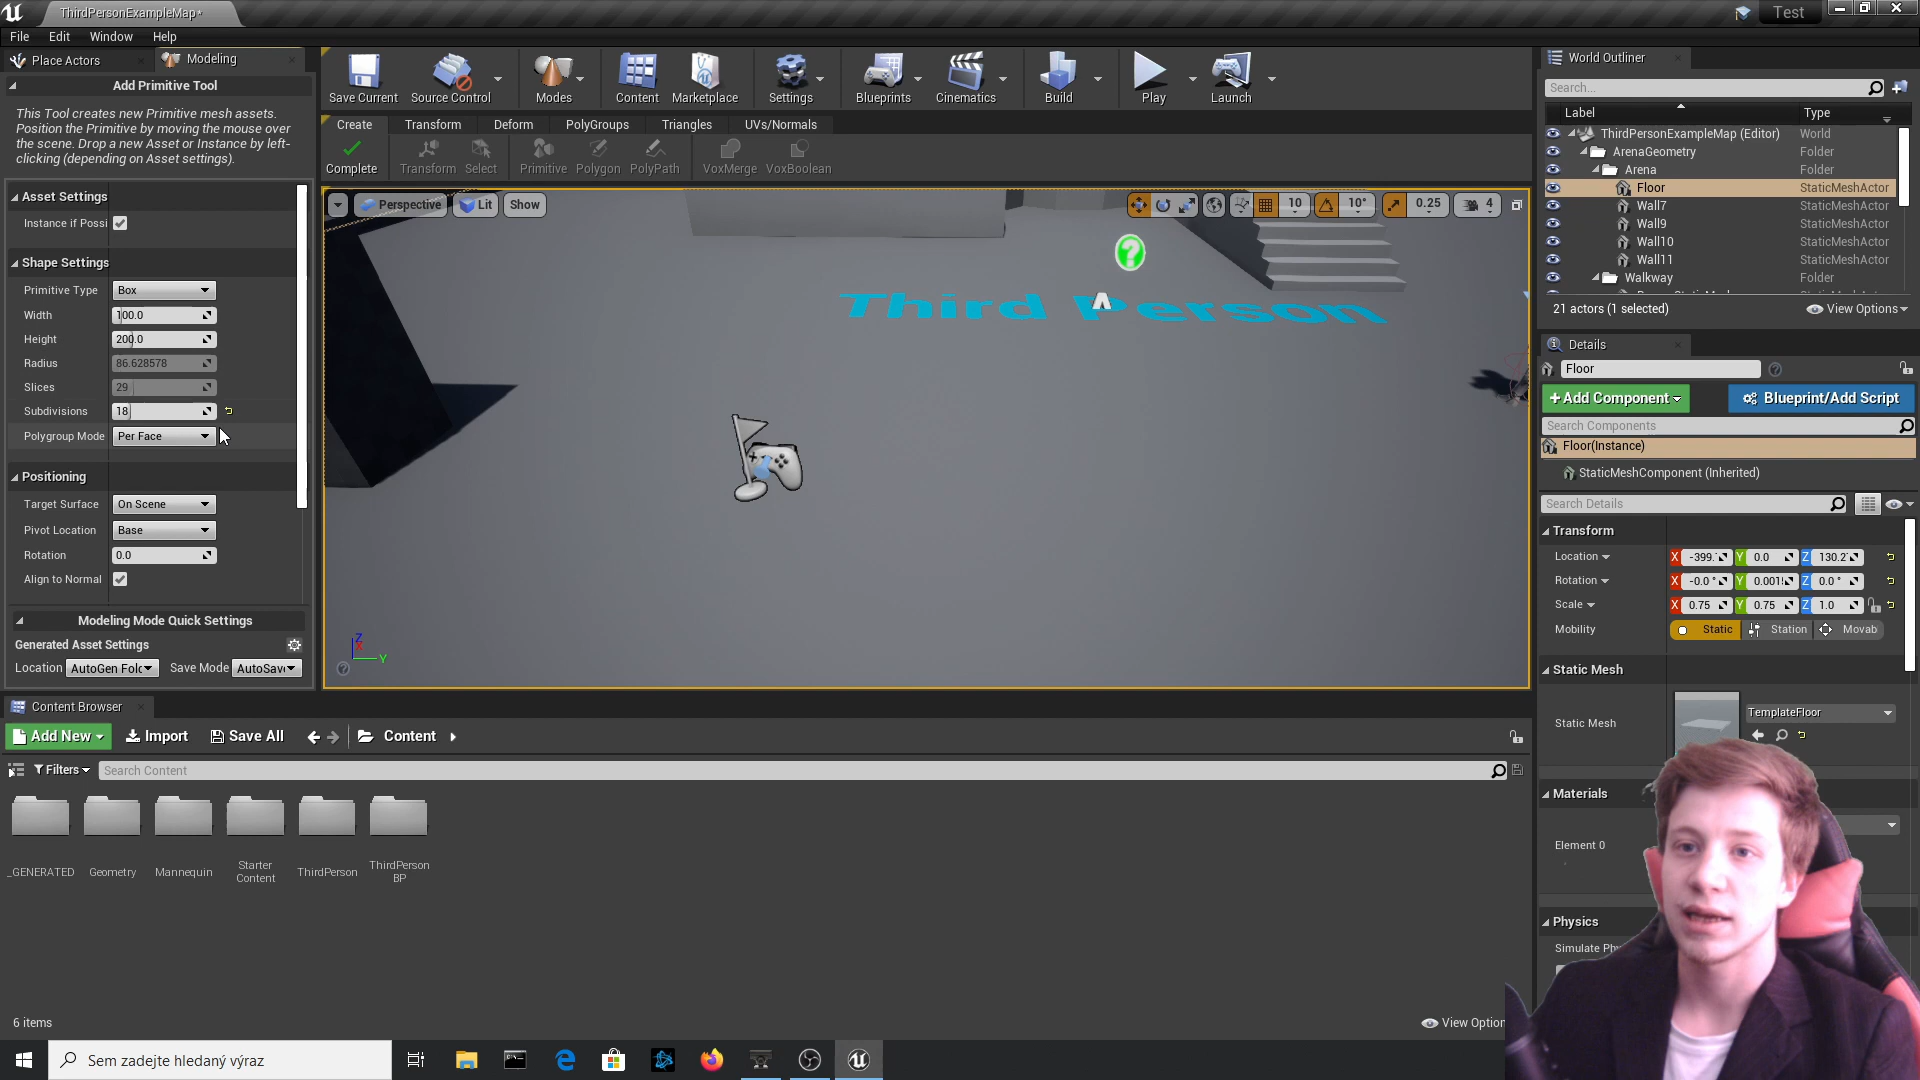 ThirdPersonExampleMap*
Test
File Edit Window Help
Place Actors
Modeling
Add Primitive Tool
This Tool creates new Primitive mesh assets.
Position the Primitive by moving the mouse over
the scene. Drop a new Asset or Instance by left-
clicking (depending on Asset settings).
Asset Settings
Instance if Possi
Shape Settings
Primitive Type Box
Width 100.0
Height 200.0
Radius 86.628578
Slices 29
Subdivisions 18
Polygroup Mode Per Face
Positioning
Target Surface On Scene
Pivot Location Base
Rotation 0.0
Align to Normal
Modeling Mode Quick Settings
Generated Asset Settings
Location AutoGen Folc Save Mode AutoSave
Save Current Source Control Modes Content Marketplace Settings Blueprints Cinematics Build Play Launch
Create Transform Deform PolyGroups Triangles UVs/Normals
Complete Transform Select Primitive Polygon PolyPath VoxMerge VoxBoolean
Perspective Lit Show
10 10° 0.25 4
Third Person
Z
X
Y
World Outliner
Search...
Label Type
ThirdPersonExampleMap (Editor) World
ArenaGeometry Folder
Arena Folder
Floor StaticMeshActor
Wall7 StaticMeshActor
Wall9 StaticMeshActor
Wall10 StaticMeshActor
Wall11 StaticMeshActor
Walkway Folder
21 actors (1 selected) View Options
Details
Floor
+Add Component Blueprint/Add Script
Search Components
Floor(Instance)
StaticMeshComponent (Inherited)
Search Details
Transform
Location X -399. Y 0.0 Z 130.2
Rotation X -0.0 ° Y 0.001 Z 0.0 °
Scale X 0.75 Y 0.75 Z 1.0
Mobility Static Station Movab
Static Mesh
Static Mesh TemplateFloor
Materials
Element 0
Physics
Simulate Phy
Content Browser
Add New Import Save All Content
Filters Search Content
_GENERATED Geometry Mannequin Starter Content ThirdPerson ThirdPerson BP
6 items
View Option
Sem zadejte hledaný výraz